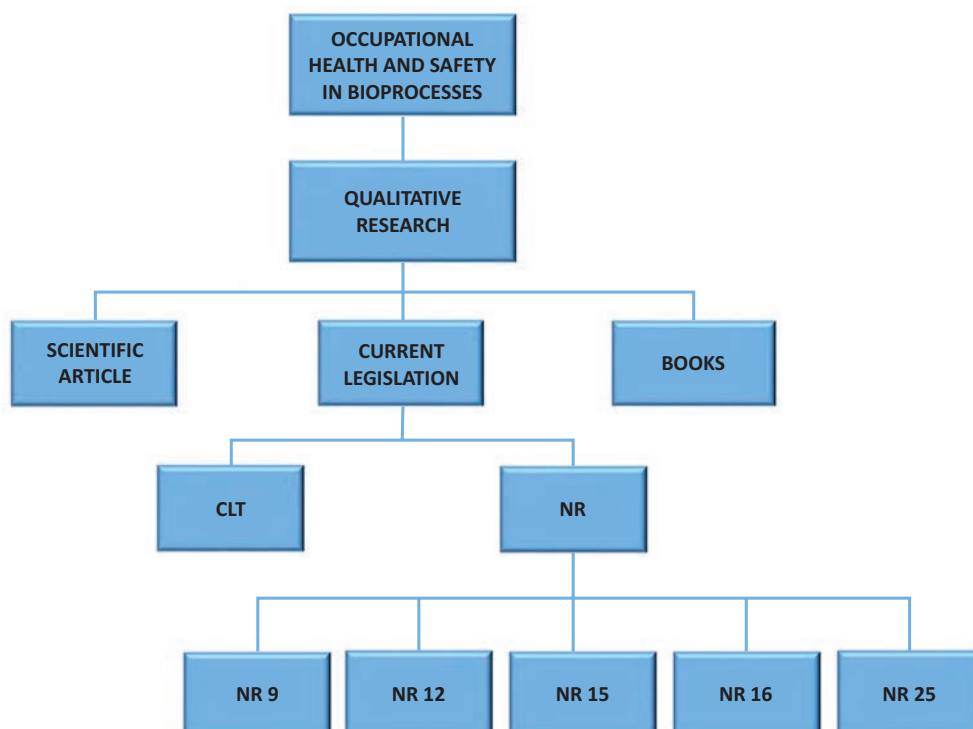 OCCUPATIONAL
HEALTH AND SAFETY
IN BIOPROCESSES
QUALITATIVE
RESEARCH
SCIENTIFIC
ARTICLE
CURRENT
LEGISLATION
BOOKS
CLT
NR
NR 9
NR 12
NR 15
NR 16
NR 25